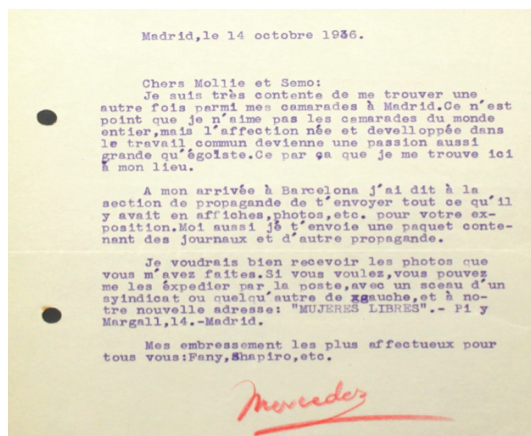 Madrid,le 14 octobre 1936.
Chers Mollie et Semo:
Je suis très contente de me trouver une
autre fois parmi mes camarades à Madrid.Ce n'est
point que je n'aime pas les camarades du monde
entier,mais l'affection née et develloppée dans
le travail commun devienne une passion aussi
grande qu'égoïste.Ce par ça que je me trouve ici
à mon lieu.
A mon arrivée à Barcelona j'ai dit à la
section de propagande de t'envoyer tout ce qu'il
y avait en affiches,photos,etc. pour votre ex-
position.Moi aussi je t'envoie une paquet conte-
nant des journaux et d'autre propagande.
Je voudrais bien recevoir les photos que
vous m'avez faites.Si vous voulez,vous pouvez
me les éxpedier par la poste,avec un sceau d'un
syindicat ou quelqu'autre de xgauche,et à no-
tre nouvelle adresse: "MUJERES LIBRES".- Pi y
Margall,14.-Madrid.
Mes embressement les plus affectueux pour
tous vous:Fany,Shapiro,etc.
Mercedes